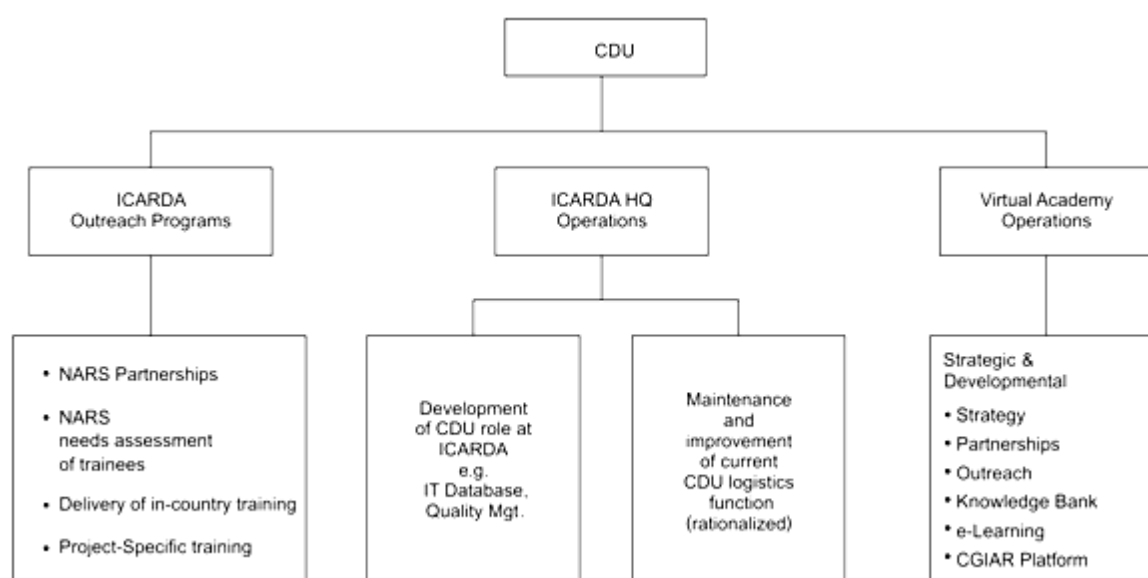 CDU
ICARDA
Outreach Programs
ICARDA HQ
Operations
Virtual Academy
Operations
• NARS Partnerships
• NARS
needs assessment
of trainees
• Delivery of in-country training
• Project-Specific training
Development
of CDU role at
ICARDA
e.g.
IT Database,
Quality Mgt.
Maintenance
and
improvement
of current
CDU logistics
function
(rationalized)
Strategic &
Developmental
• Strategy
• Partnerships
• Outreach
• Knowledge Bank
• e-Learning
• CGIAR Platform